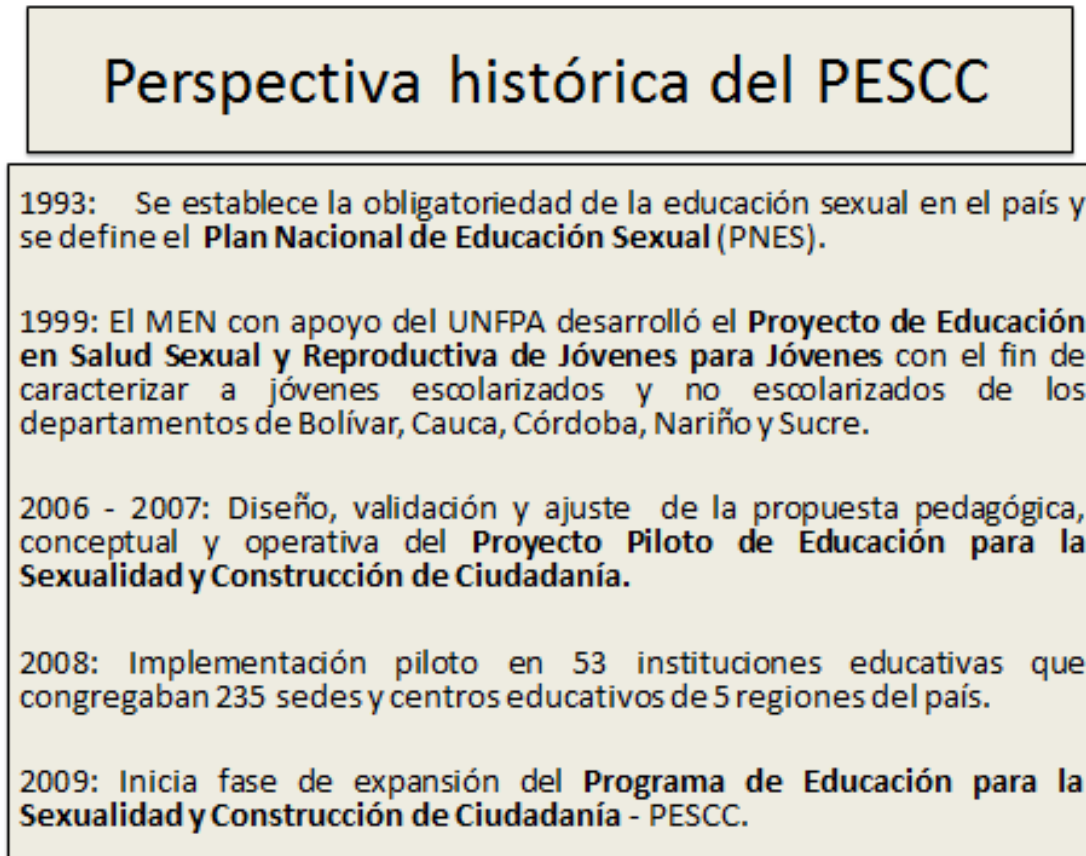 Perspectiva histórica del PESCC
1993: Se establece la obligatoriedad de la educación sexual en el país y
se define el Plan Nacional de Educación Sexual (PNES).
1999: El MEN con apoyo del UNFPA desarrolló el Proyecto de Educación
en Salud Sexual y Reproductiva de Jóvenes para Jóvenes con el fin de
caracterizar a jóvenes escolarizados y no escolarizados de los
departamentos de Bolívar, Cauca, Córdoba, Nariño y Sucre.
2006 - 2007: Diseño, validación y ajuste de la propuesta pedagógica,
conceptual y operativa del Proyecto Piloto de Educación para la
Sexualidad y Construcción de Ciudadanía.
2008: Implementación piloto en 53 instituciones educativas que
congregaban 235 sedes y centros educativos de 5 regiones del país.
2009: Inicia fase de expansión del Programa de Educación para la
Sexualidad y Construcción de Ciudadanía - PESCC.